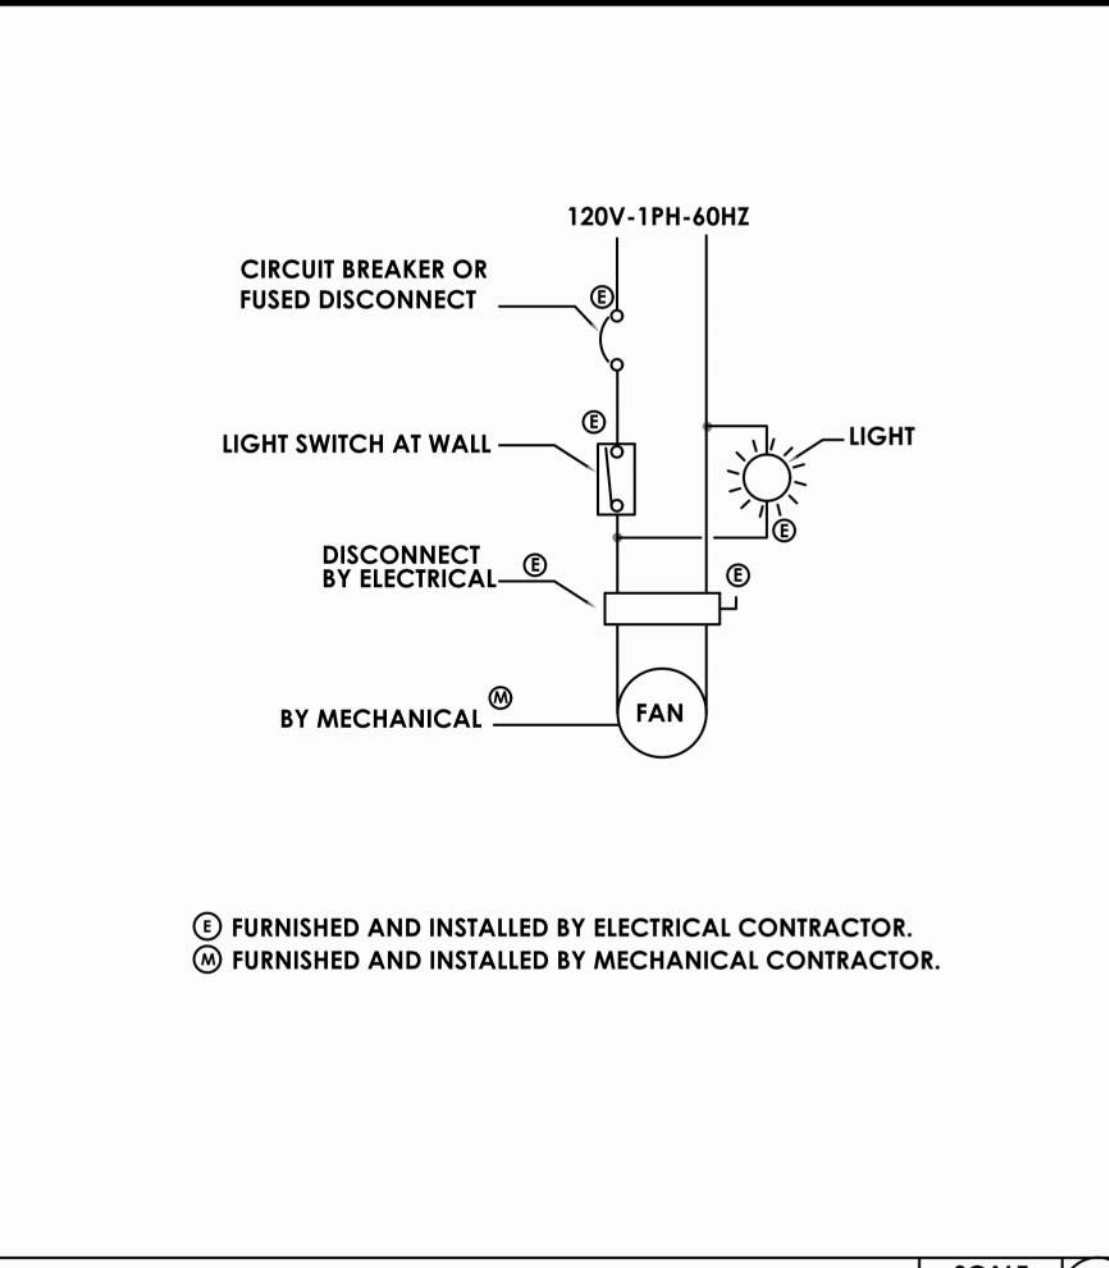 120V-1PH-60HZ
CIRCUIT BREAKER OR
FUSED DISCONNECT
E
E
LIGHT SWITCH AT WALL
LIGHT
E
DISCONNECT
BY ELECTRICAL
E
E
M
BY MECHANICAL
FAN
E FURNISHED AND INSTALLED BY ELECTRICAL CONTRACTOR.
M FURNISHED AND INSTALLED BY MECHANICAL CONTRACTOR.